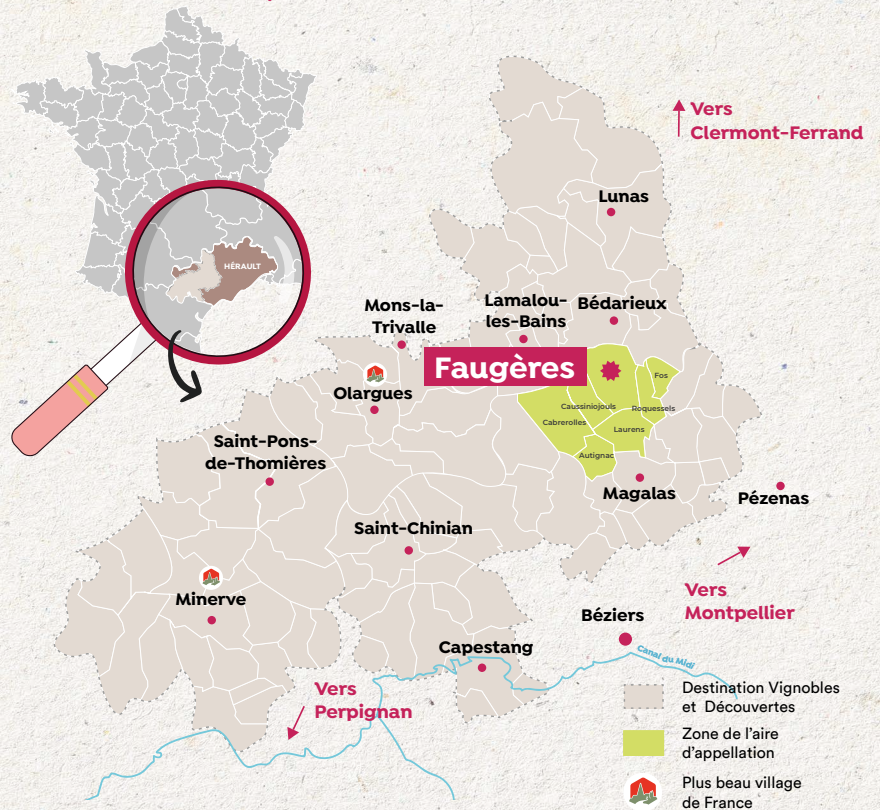 HÉRAULT
Vers
Clermont-Ferrand
Lunas
Mons-la-
Trivalle
Lamalou-
les-Bains
Bédarieux
Faugères
Fos
Olargues
Caussiniojouls
Roquessels
Cabrerolles
Laurens
Saint-Pons-
de-Thomières
Autignac
Magalas
Pézenas
Saint-Chinian
Minerve
Vers
Montpellier
Béziers
Capestang
Canal du Midi
Vers
Perpignan
Destination Vignobles
et Découvertes
Zone de l'aire
d'appellation
Plus beau village
de France